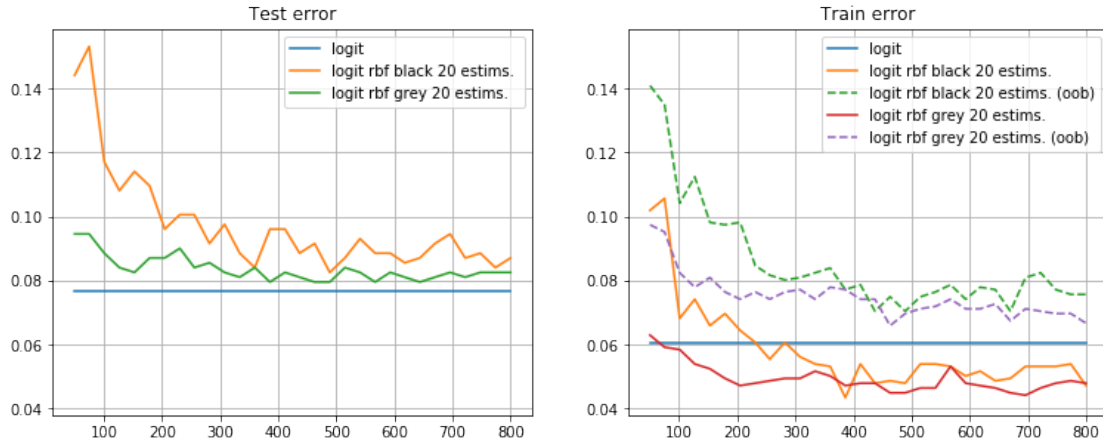 Test error
logit
logit rbf black 20 estims.
logit rbf grey 20 estims.
0.14
0.12
0.10
0.08
0.06
0.04
100 200 300 400 500 600 700 800
Train error
logit
logit rbf black 20 estims.
logit rbf black 20 estims. (oob)
logit rbf grey 20 estims.
logit rbf grey 20 estims. (oob)
0.14
0.12
0.10
0.08
0.06
0.04
100 200 300 400 500 600 700 800